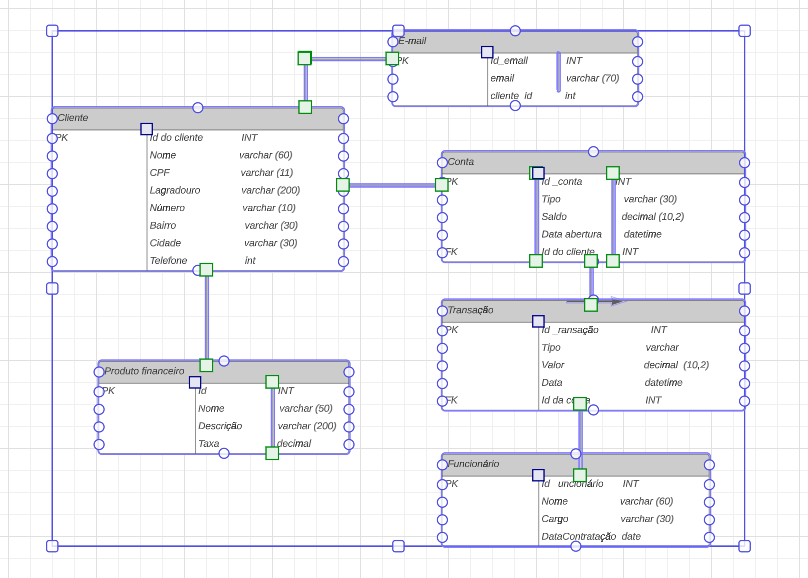 E-mail
PK Id_email INT
email varchar (70)
cliente_id int
Cliente
PK Id do cliente INT
Nome varchar (60)
CPF varchar (11)
Lagradouro varchar (200)
Número varchar (10)
Bairro varchar (30)
Cidade varchar (30)
Telefone int
Conta
PK Id _conta INT
Tipo varchar (30)
Saldo decimal (10,2)
Data abertura datetime
FK Id do cliente INT
Transação
PK Id _ransação INT
Tipo varchar
Valor decimal (10,2)
Data datetime
FK Id da INT
Produto financeiro
PK Id INT
Nome varchar (50)
Descrição varchar (200)
Taxa decimal
Funcionário
PK Id INT
Nome varchar (60)
Cargo varchar (30)
DataContratação date